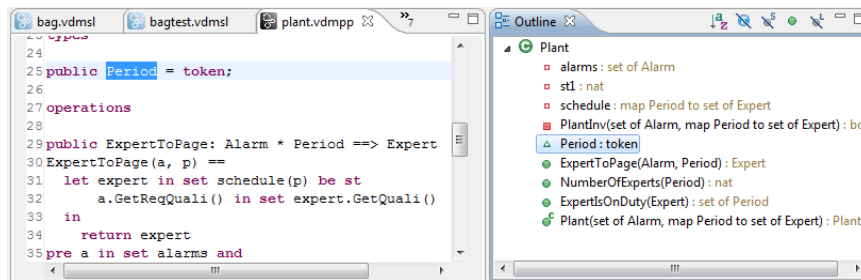 bag.vdmsl bagtest.vdmsl plant.vdmpp »7
23 types
24
25 public Period = token;
26
27 operations
28
29 public ExpertToPage: Alarm * Period ==> Expert
30 ExpertToPage(a, p) ==
31 let expert in set schedule(p) be st
32 a.GetReqQuali() in set expert.GetQuali()
33 in
34 return expert
35 pre a in set alarms and
Outline
Plant
alarms : set of Alarm
st1 : nat
schedule : map Period to set of Expert
PlantInv(set of Alarm, map Period to set of Expert) : bo
Period : token
ExpertToPage(Alarm, Period) : Expert
NumberOfExperts(Period) : nat
ExpertIsOnDuty(Expert) : set of Period
Plant(set of Alarm, map Period to set of Expert) : Plant